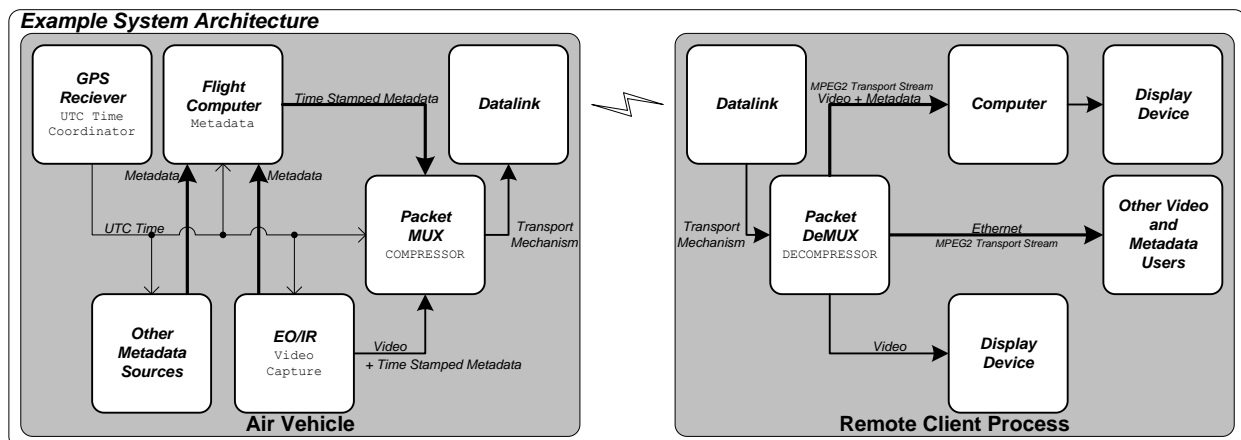 Example System Architecture
GPS
Reciever
UTC Time
Coordinator
Flight
Computer
Metadata
Time Stamped Metadata
Datalink
Metadata
Metadata
UTC Time
Packet
MUX
COMPRESSOR
Transport
Mechanism
Other
Metadata
Sources
EO/IR
Video
Capture
Video
+ Time Stamped Metadata
Air Vehicle
Datalink
MPEG2 Transport Stream
Video + Metadata
Computer
Display
Device
Transport
Mechanism
Packet
DeMUX
DECOMPRESSOR
Ethernet
MPEG2 Transport Stream
Other Video
and
Metadata
Users
Video
Display
Device
Remote Client Process